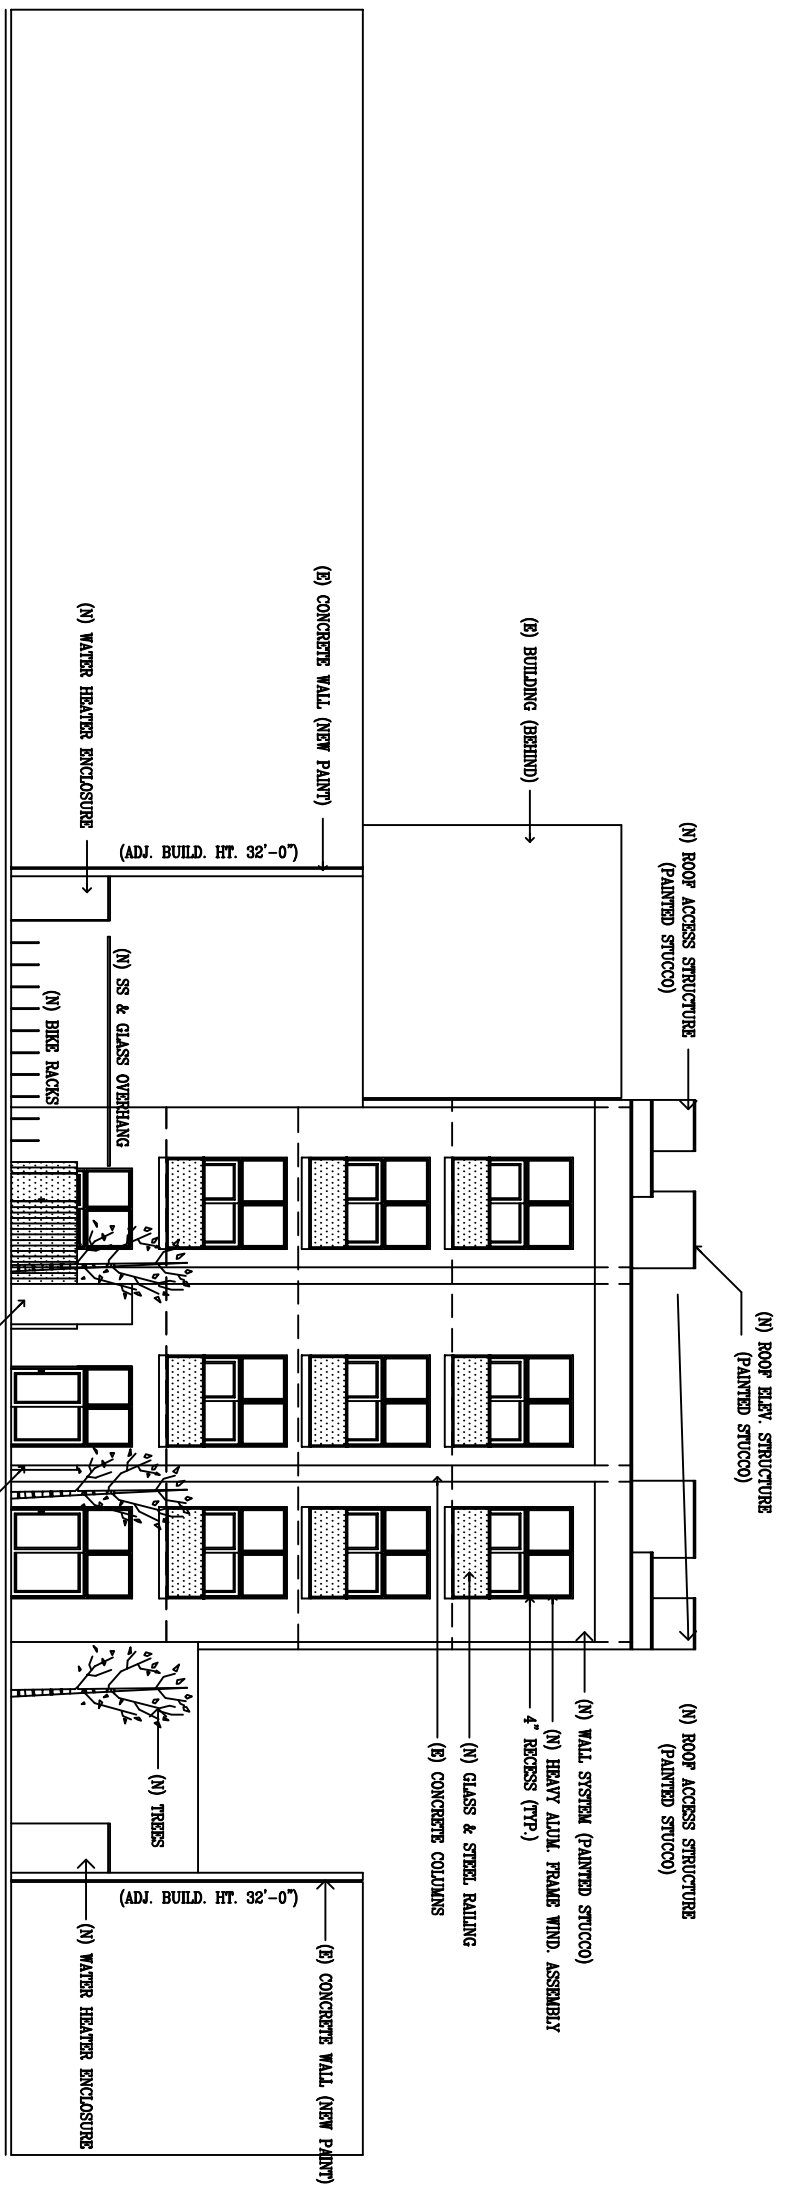 (N) ROOF ELEV. STRUCTURE
(PAINTED STUCCO)
(N) ROOF ACCESS STRUCTURE
(PAINTED STUCCO)
(N) ROOF ACCESS STRUCTURE
(PAINTED STUCCO)
(E) BUILDING (BEHIND)
(N) WALL SYSTEM (PAINTED STUCCO)
(N) HEAVY ALUM. FRAME WIND. ASSEMBLY
4" RECESS (TYP.)
(N) GLASS & STEEL RAILING
(E) CONCRETE COLUMNS
(E) CONCRETE WALL (NEW PAINT)
(E) CONCRETE WALL (NEW PAINT)
(ADJ. BUILD. HT. 32'-0")
(ADJ. BUILD. HT. 32'-0")
(N) TREES
(N) SS & GLASS OVERHANG
(N) WATER HEATER ENCLOSURE
(N) WATER HEATER ENCLOSURE
(N) BIKE RACKS